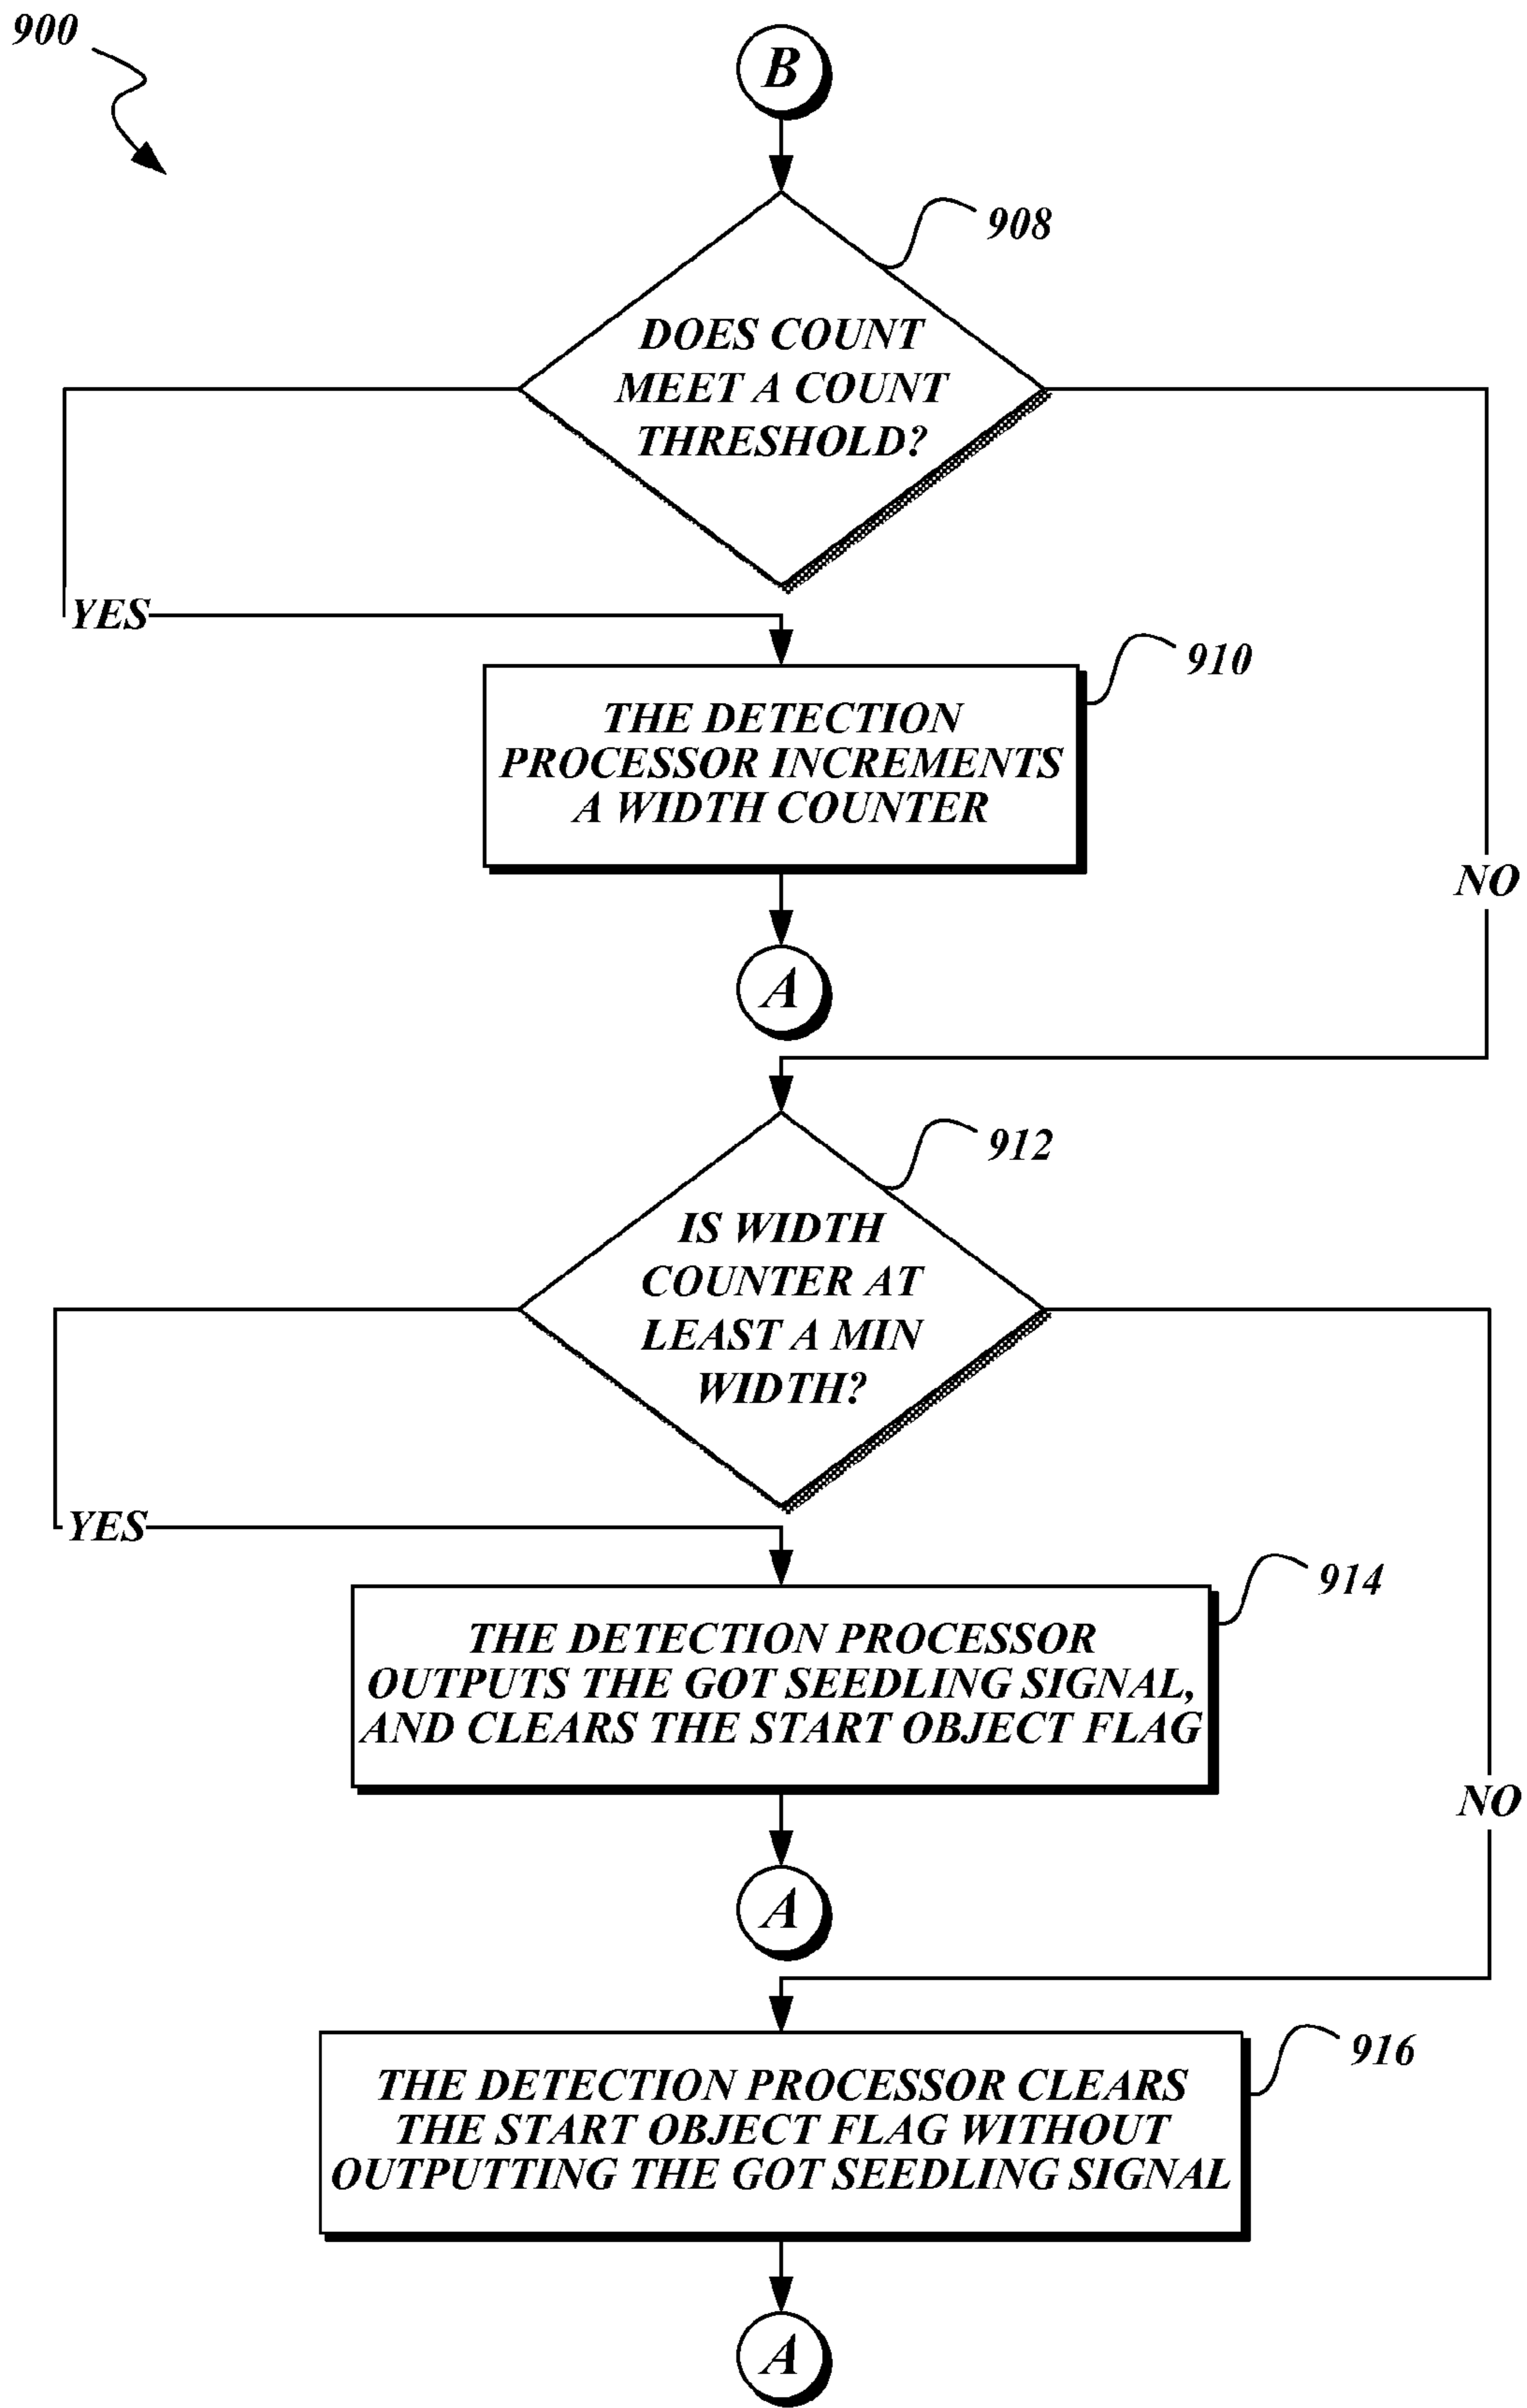 900
B
908
DOES COUNT
MEET A COUNT
THRESHOLD?
YES
910
THE DETECTION
PROCESSOR INCREMENTS
A WIDTH COUNTER
NO
A
912
IS WIDTH
COUNTER AT
LEAST A MIN
WIDTH?
YES
914
THE DETECTION PROCESSOR
OUTPUTS THE GOT SEEDLING SIGNAL,
AND CLEARS THE START OBJECT FLAG
NO
A
916
THE DETECTION PROCESSOR CLEARS
THE START OBJECT FLAG WITHOUT
OUTPUTTING THE GOT SEEDLING SIGNAL
A